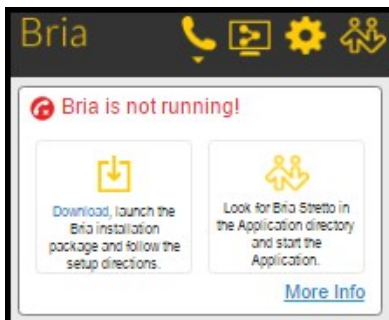 Bria
Bria is not running!
Download, launch the
Bria installation
package and follow the
setup directions.
Look for Bria Stretto in
the Application directory
and start the
Application.
More Info